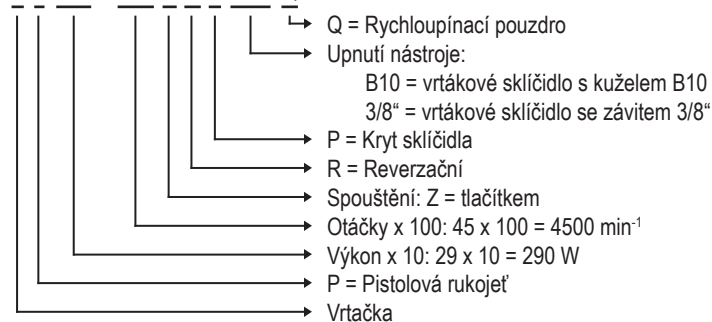 Q = Rychloupínací pouzdro
Upnutí nástroje:
B10 = vrtákové sklíčidlo s kuželem B10
3/8“ = vrtákové sklíčidlo se závitem 3/8“
P = Kryt sklíčidla
R = Reverzační
Spouštění: Z = tlačítkem
Otáčky x 100: 45 x 100 = 4500 min-1
Výkon x 10: 29 x 10 = 290 W
P = Pistolová rukojeť
Vrtačka